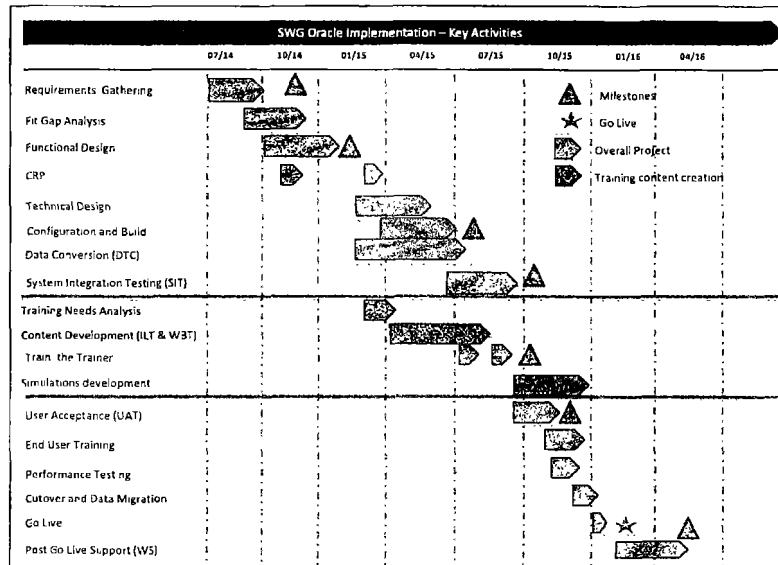 SWG Oracle Implementation – Key Activities
07/14 10/14 01/15 04/15 07/15 10/15 01/16 04/16
Requirements Gathering
Milestones
Fit Gap Analysis
Go Live
Functional Design
Overall Project
CRP
Training content creation
Technical Design
Configuration and Build
Data Conversion (DTC)
System Integration Testing (SIT)
Training Needs Analysis
Content Development (ILT & WBT)
Train the Trainer
Simulations development
User Acceptance (UAT)
End User Training
Performance Testing
Cutover and Data Migration
Go Live
Post Go Live Support (WS)